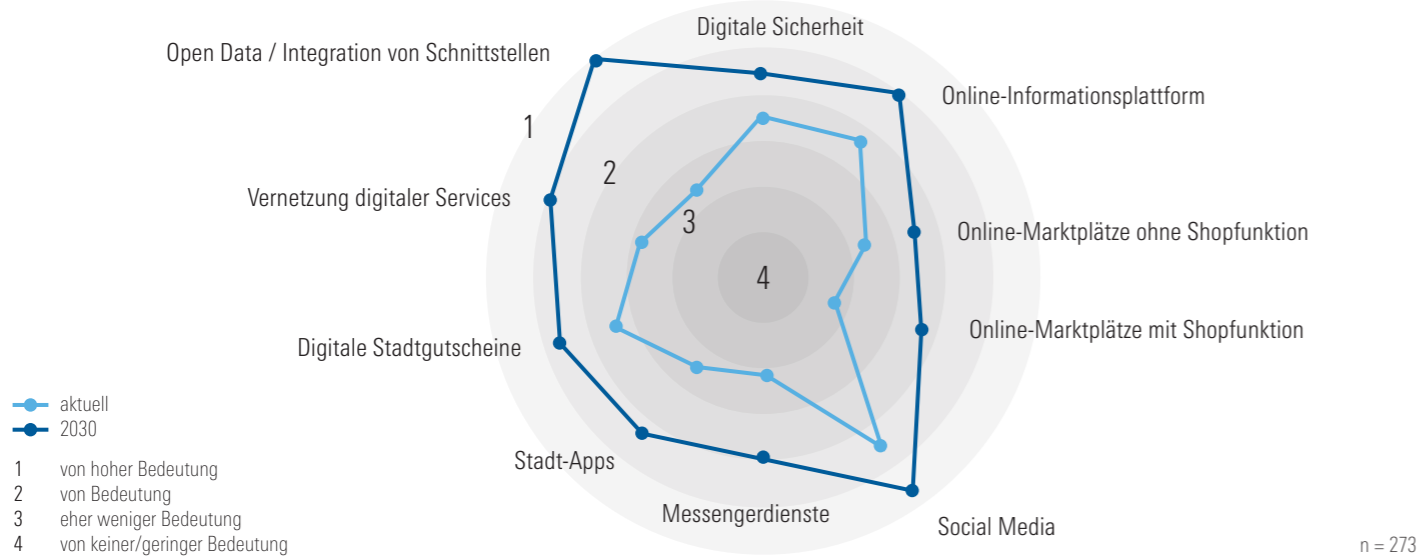 Digitale Sicherheit
Open Data / Integration von Schnittstellen
Online-Informationsplattform
1
2
Vernetzung digitaler Services
3
Online-Marktplätze ohne Shopfunktion
4
Online-Marktplätze mit Shopfunktion
Digitale Stadtgutscheine
Stadt-Apps
Messengerdienste
Social Media
aktuell
2030
1 von hoher Bedeutung
2 von Bedeutung
3 eher weniger Bedeutung
4 von keiner/geringer Bedeutung
n = 273